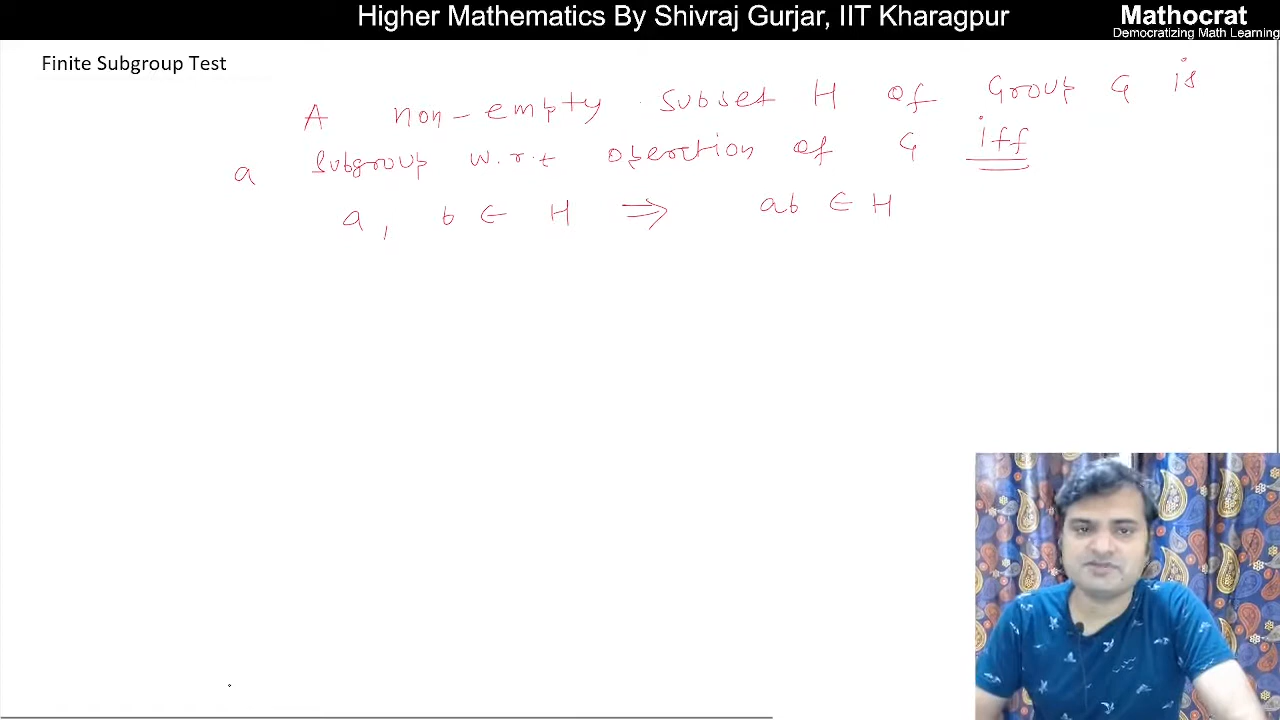 Higher Mathematics By Shivraj Gurjar, IIT Kharagpur
Mathocrat
Democratizing Math Learning
Finite Subgroup Test
A non-empty subset H of Group G is
a Subgroup w.r.t operation of G iff
a, b ∈ H ⇒ ab ∈ H